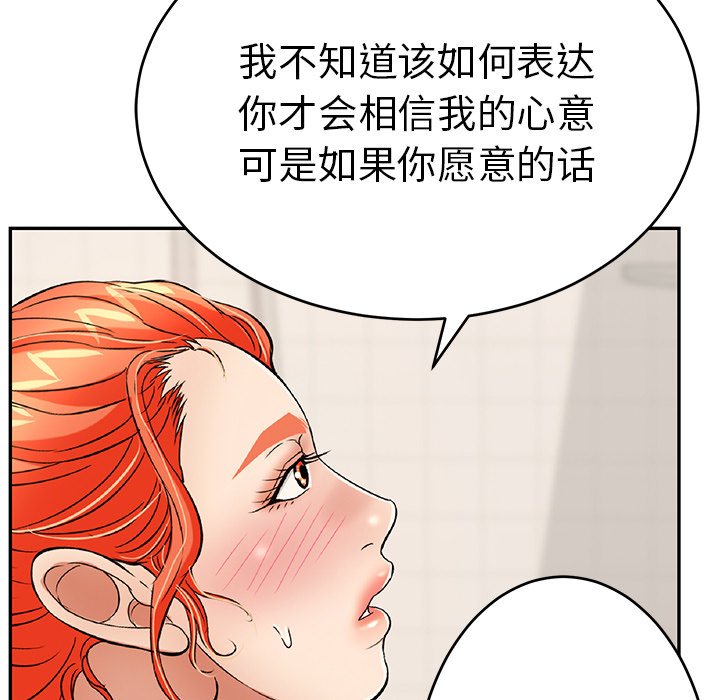 我不知道该如何表达
你才会相信我的心意
可是如果你愿意的话